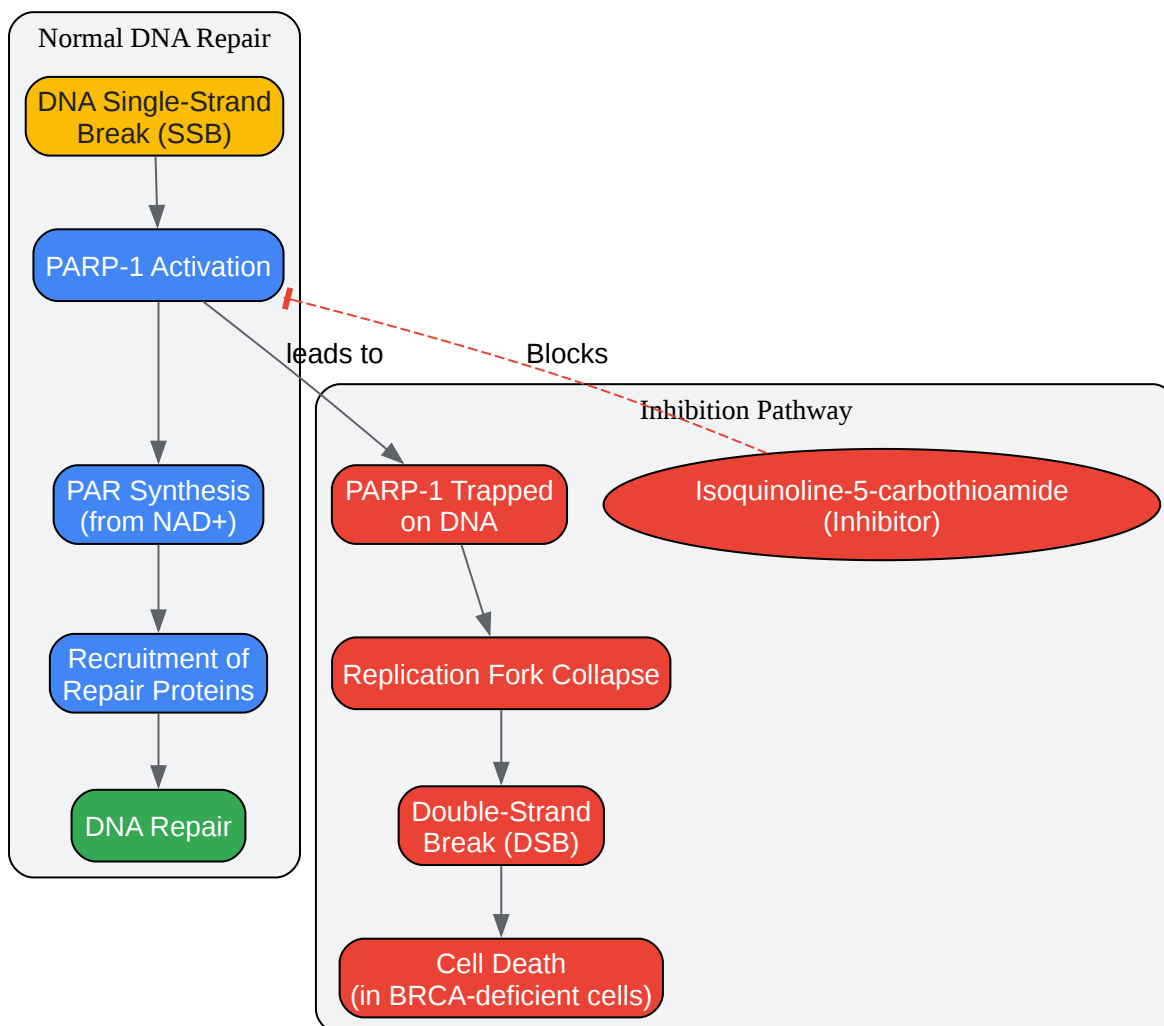 Normal DNA Repair
DNA Single-Strand
Break (SSB)
PARP-1 Activation
leads to
Blocks
PAR Synthesis
(from NAD+)
Recruitment of
Repair Proteins
DNA Repair
Inhibition Pathway
PARP-1 Trapped
on DNA
Isoquinoline-5-carbothioamide
(Inhibitor)
Replication Fork Collapse
Double-Strand
Break (DSB)
Cell Death
(in BRCA-deficient cells)